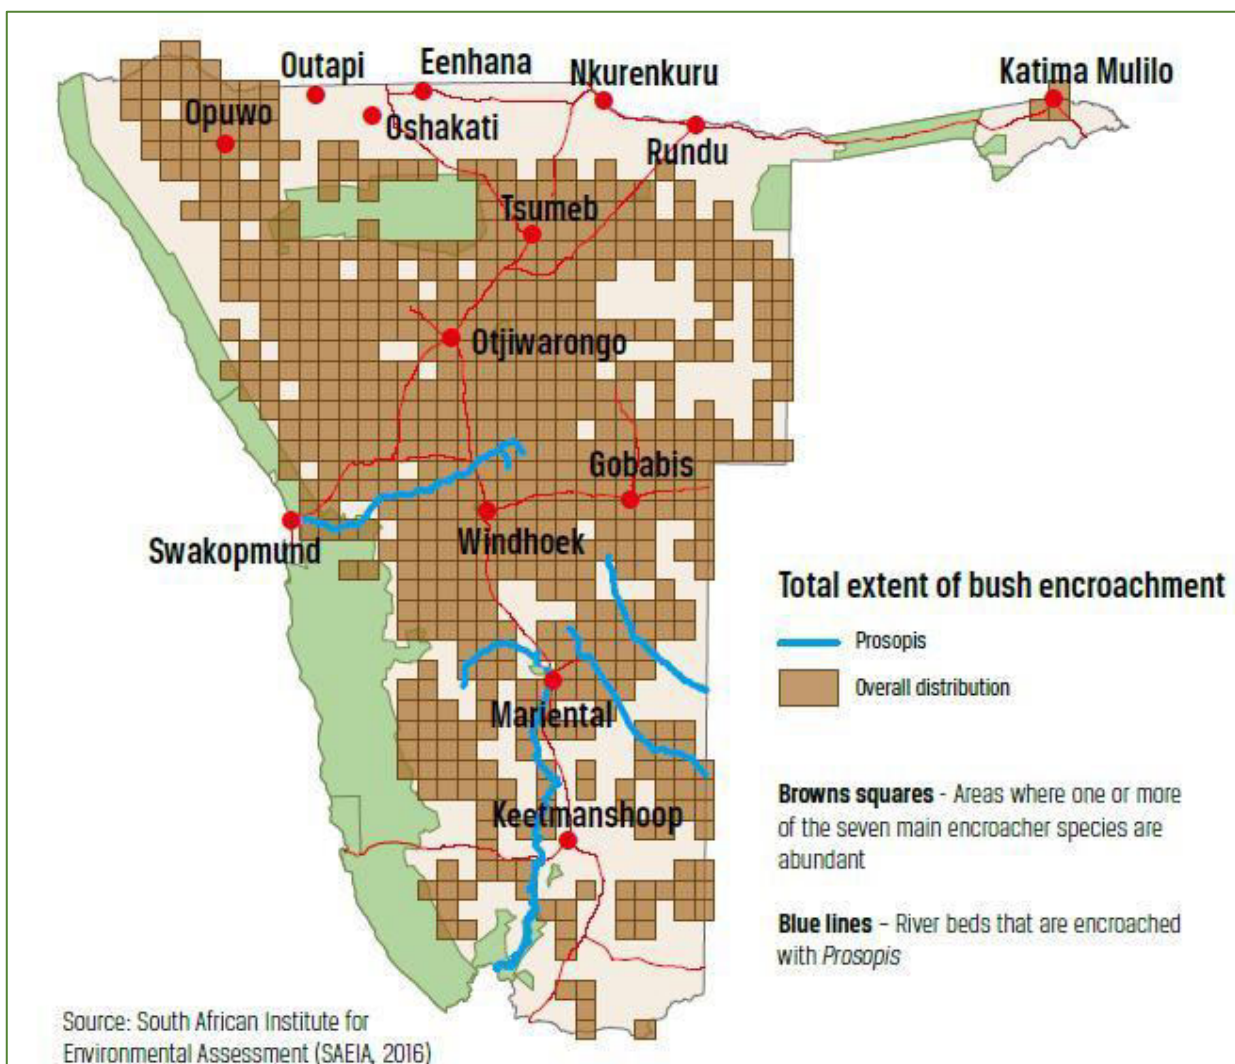 Outapi
Eenhana
Nkurenkuru
Katima Mulilo
Opuwo
Oshakati
Rundu
Tsumeb
Otjiwarongo
Gobabis
Swakopmund
Windhoek
Mariental
Keetmanshoop
Total extent of bush encroachment
Prosopis
Overall distribution
Browns squares - Areas where one or more
of the seven main encroacher species are
abundant
Blue lines – River beds that are encroached
with Prosopis
Source: South African Institute for
Environmental Assessment (SAEIA, 2016)